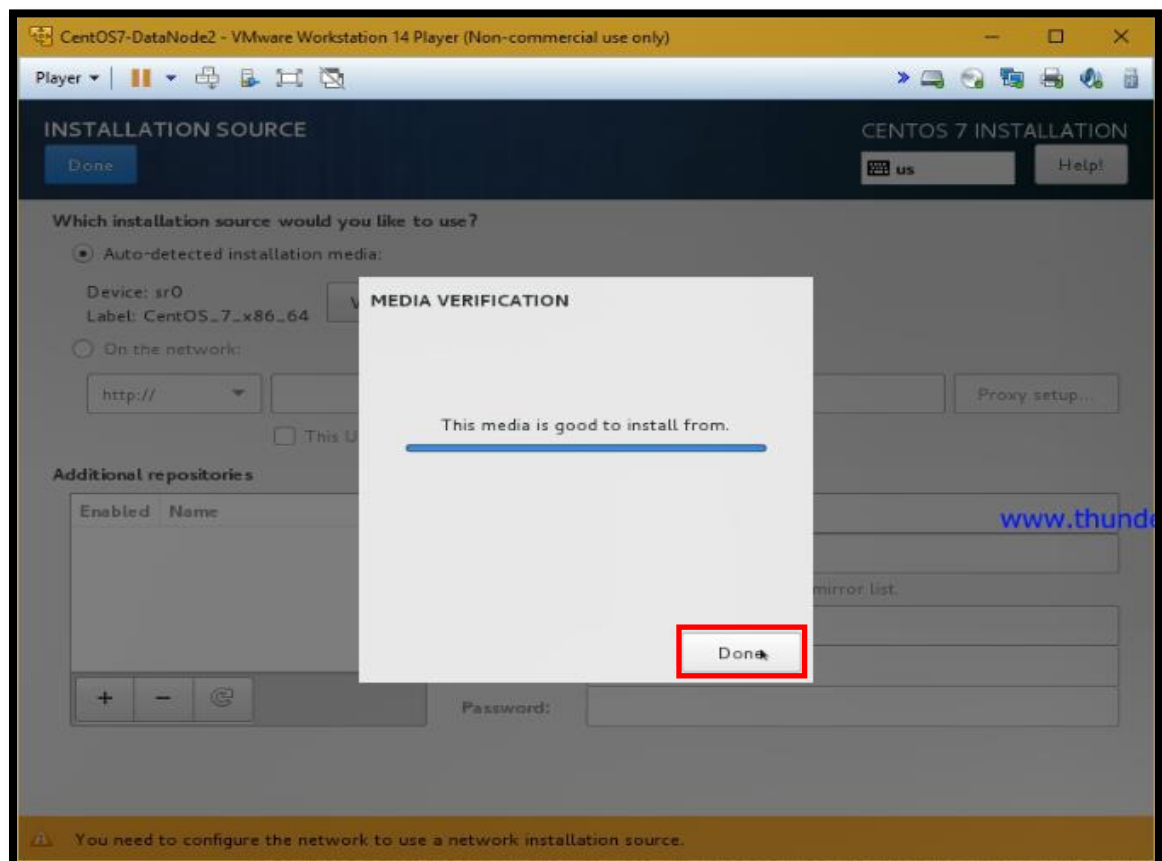 CentOS7-DataNode2 - VMware Workstation 14 Player (Non-commercial use only)
Player
INSTALLATION SOURCE
CENTOS 7 INSTALLATION
Done
us
Help!
Which installation source would you like to use?
Auto-detected installation media:
Device: sr0
Label: CentOS_7_x86_64
V
MEDIA VERIFICATION
On the network:
http://
Proxy setup...
This media is good to install from.
This U
Additional repositories
Enabled Name
www.thunde
mirror list.
Done
Password:
You need to configure the network to use a network installation source.